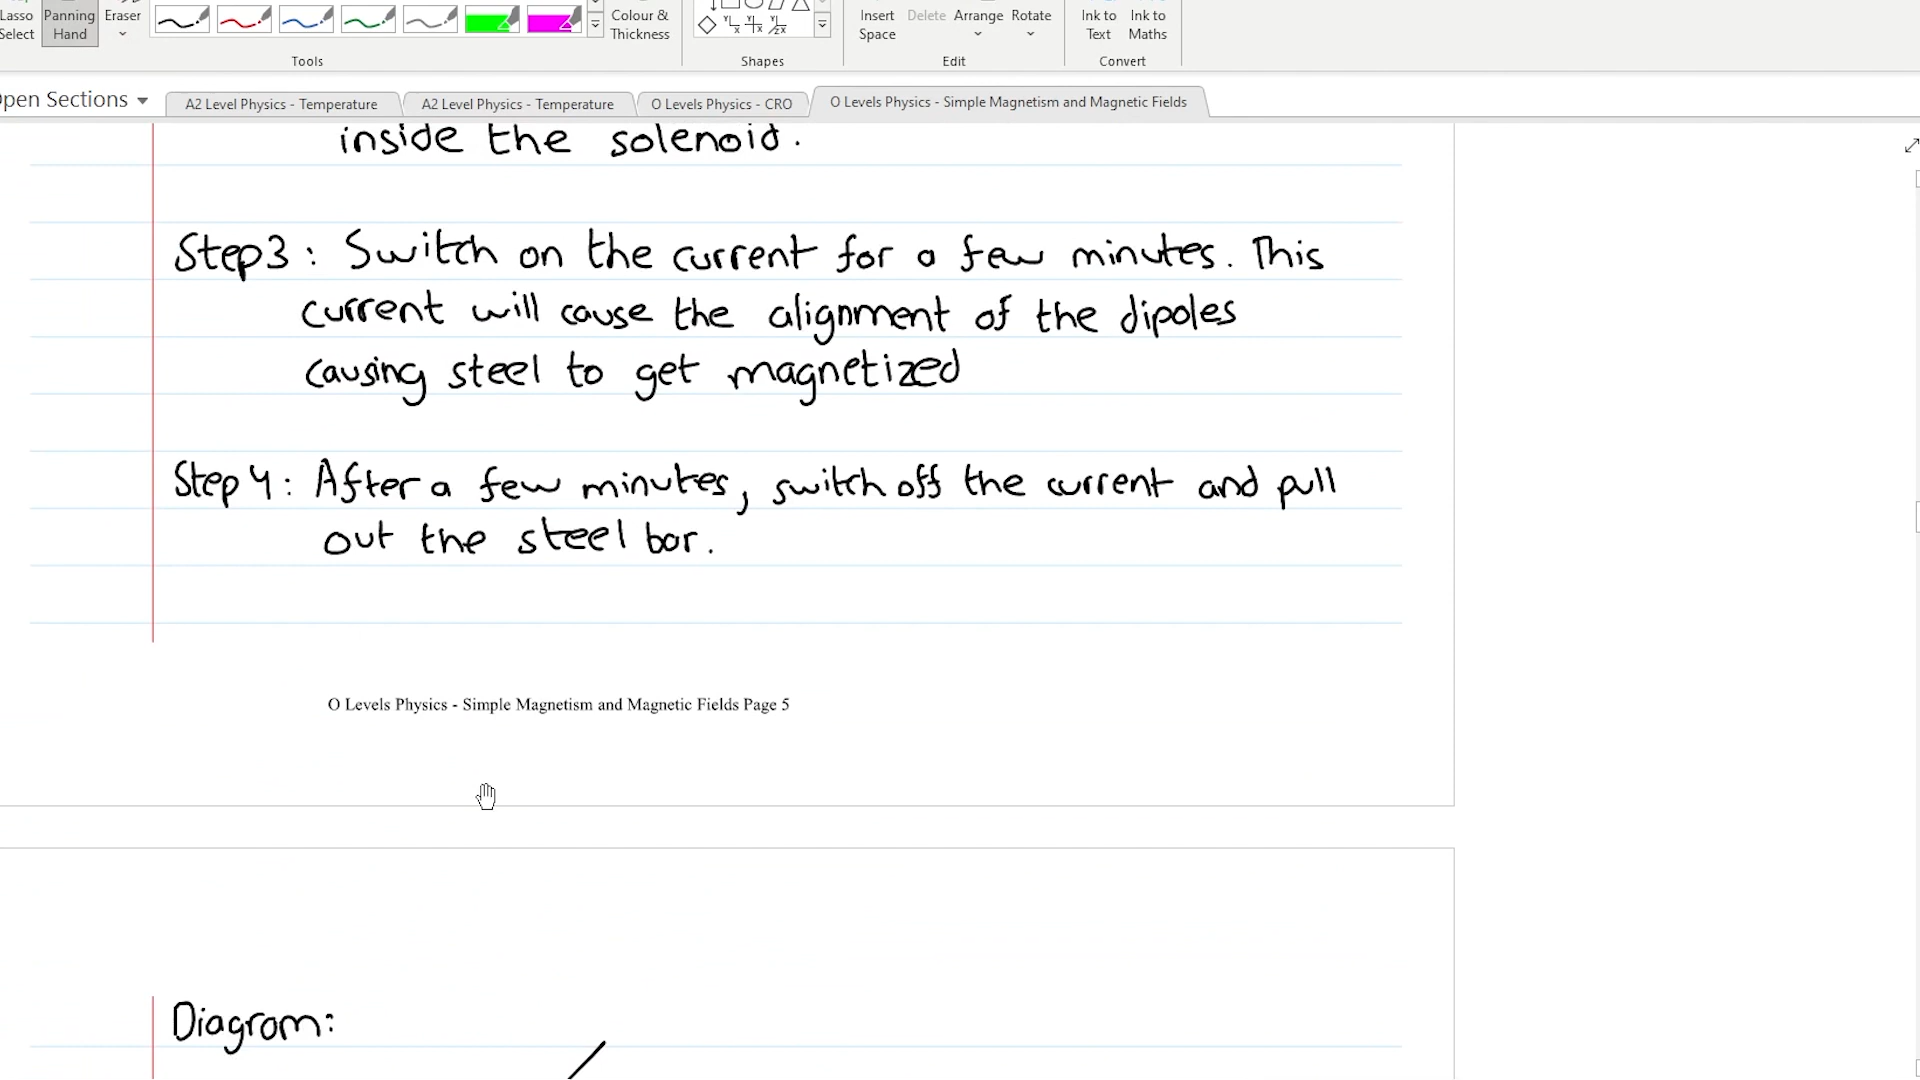 Lasso Select
Panning Hand
Eraser
Colour & Thickness
Insert Space
Delete
Arrange
Rotate
Ink to Text
Ink to Maths
Tools
Shapes
Edit
Convert
pen Sections
A2 Level Physics - Temperature
A2 Level Physics - Temperature
O Levels Physics - CRO
O Levels Physics - Simple Magnetism and Magnetic Fields
inside the solenoid.
Step3: Switch on the current for a few minutes. This
current will cause the alignment of the dipoles
causing steel to get magnetized
Step4: After a few minutes, switch off the current and pull
out the steel bar.
O Levels Physics - Simple Magnetism and Magnetic Fields Page 5
Diagram: